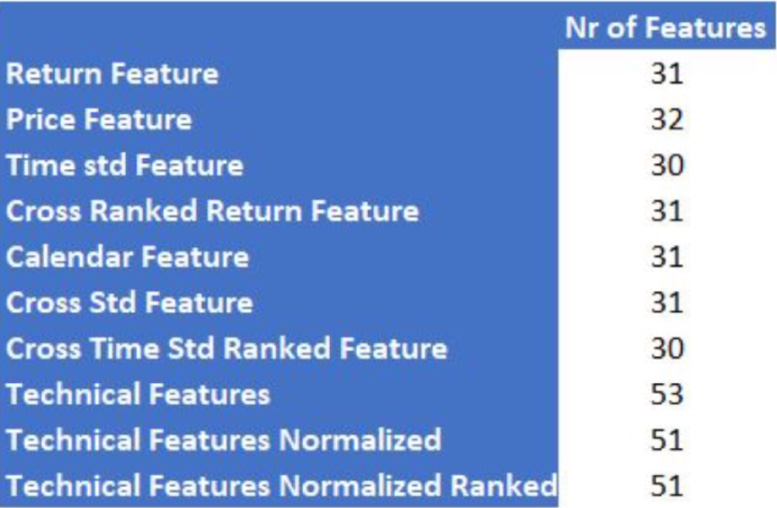 Nr of Features
Return Feature 31
Price Feature 32
Time std Feature 30
Cross Ranked Return Feature 31
Calendar Feature 31
Cross Std Feature 31
Cross Time Std Ranked Feature 30
Technical Features 53
Technical Features Normalized 51
Technical Features Normalized Ranked 51